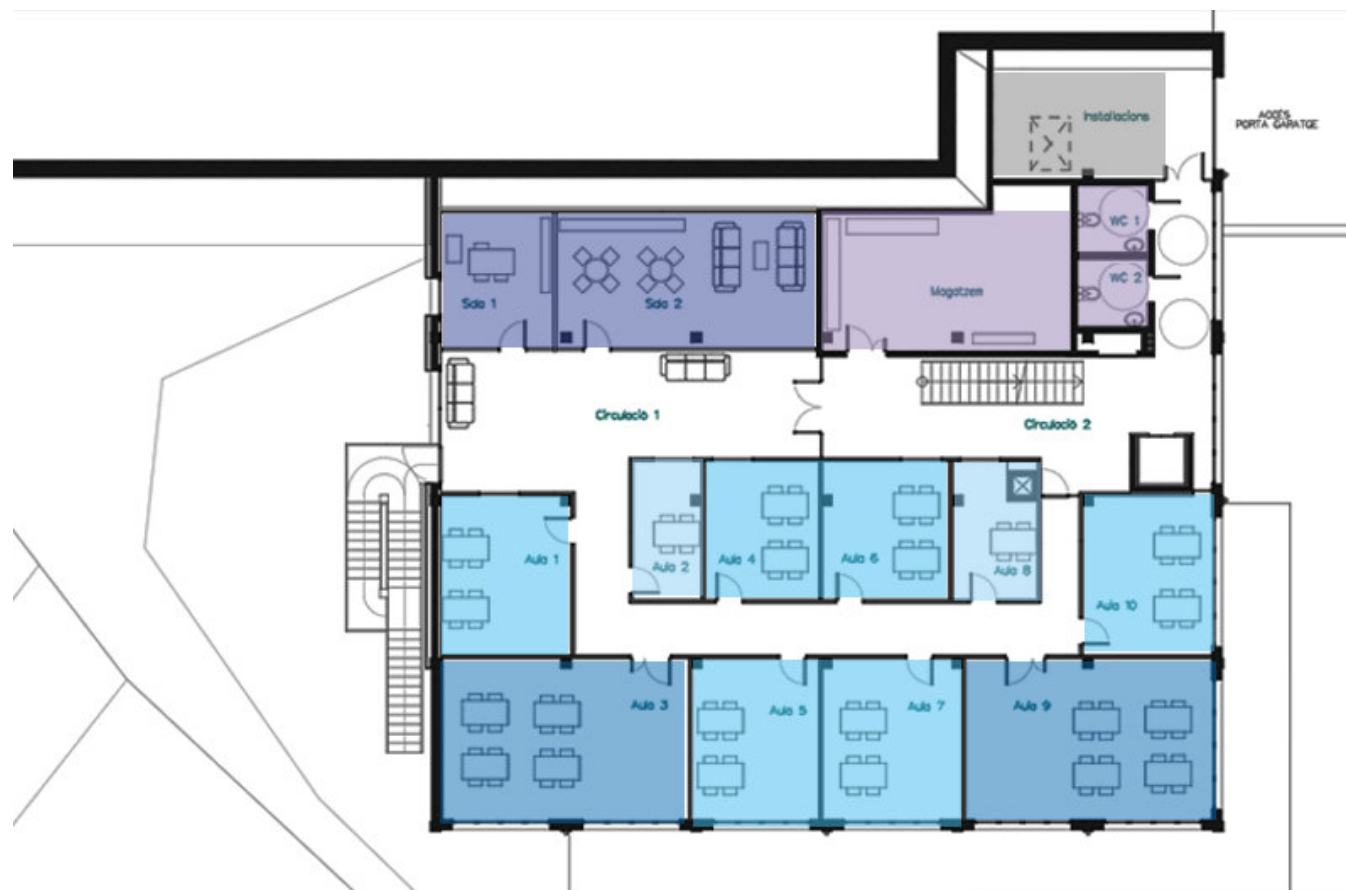 Instal·lacions
ACCÉS
PORTA GARATGE
WC 1
WC 2
Sala 1
Sala 2
Magatzem
Circulació 1
Circulació 2
Aula 1
Aula 2
Aula 4
Aula 6
Aula 8
Aula 10
Aula 3
Aula 5
Aula 7
Aula 9